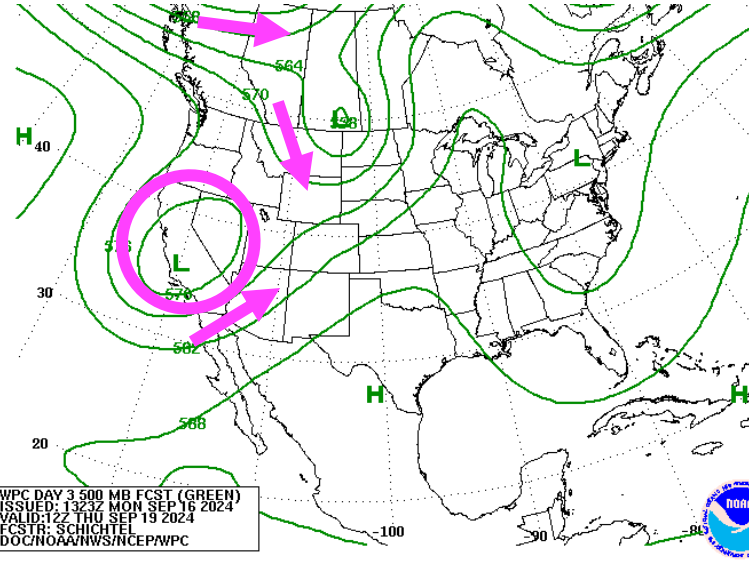 564
570
H
40
538
L
576
L
30
570
582
H
H
588
20
WPC DAY 3 500 MB FCST (GREEN)
ISSUED: 1323Z MON SEP 16 2024
VALID:12Z THU SEP 19 2024
FCSTR: SCHICHTEL
DOC/NOAA/NWS/NCEP/WPC
-100
-90
-80
NOAA